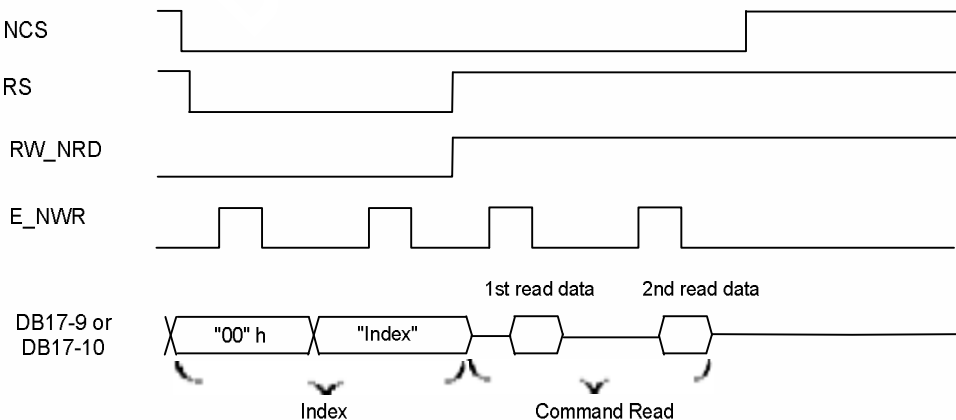 NCS
RS
RW_NRD
E_NWR
1st read data 2nd read data
DB17-9 or
DB17-10
"00" h "Index"
Index Command Read